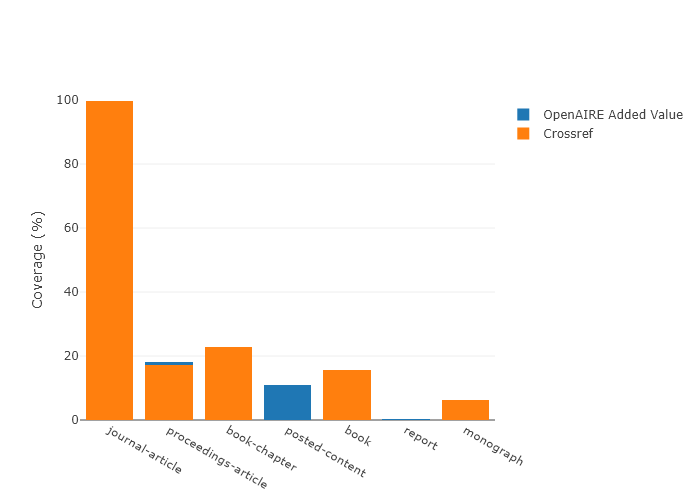 100
80
60
40
20
0
Coverage (%)
journal-article
proceedings-article
book-chapter
posted-content
book
report
monograph
OpenAIRE Added Value
Crossref